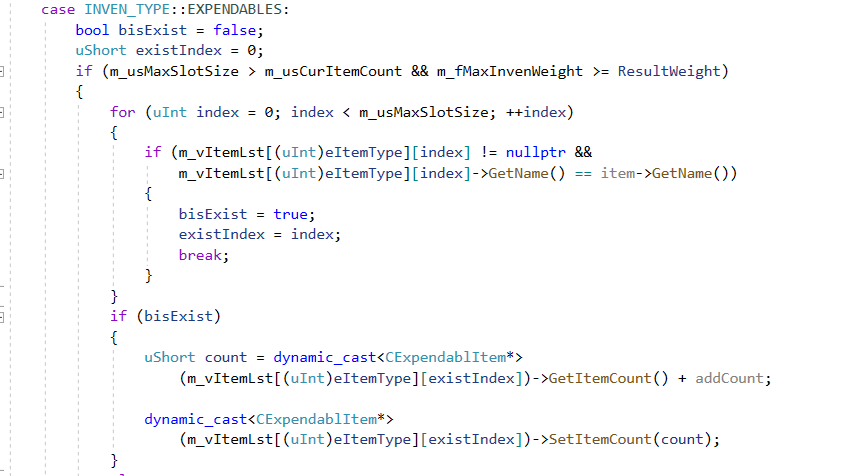 case INVEN_TYPE::EXPENDABLES:
bool bisExist = false;
uShort existIndex = 0;
if (m_usMaxSlotSize > m_usCurItemCount && m_fMaxInvenWeight >= ResultWeight)
{
for (uInt index = 0; index < m_usMaxSlotSize; ++index)
{
if (m_vItemLst[(uInt)eItemType][index] != nullptr &&
m_vItemLst[(uInt)eItemType][index]->GetName() == item->GetName())
{
bisExist = true;
existIndex = index;
break;
}
}
if (bisExist)
{
uShort count = dynamic_cast<CExpendablItem*>
(m_vItemLst[(uInt)eItemType][existIndex])->GetItemCount() + addCount;
dynamic_cast<CExpendablItem*>
(m_vItemLst[(uInt)eItemType][existIndex])->SetItemCount(count);
}